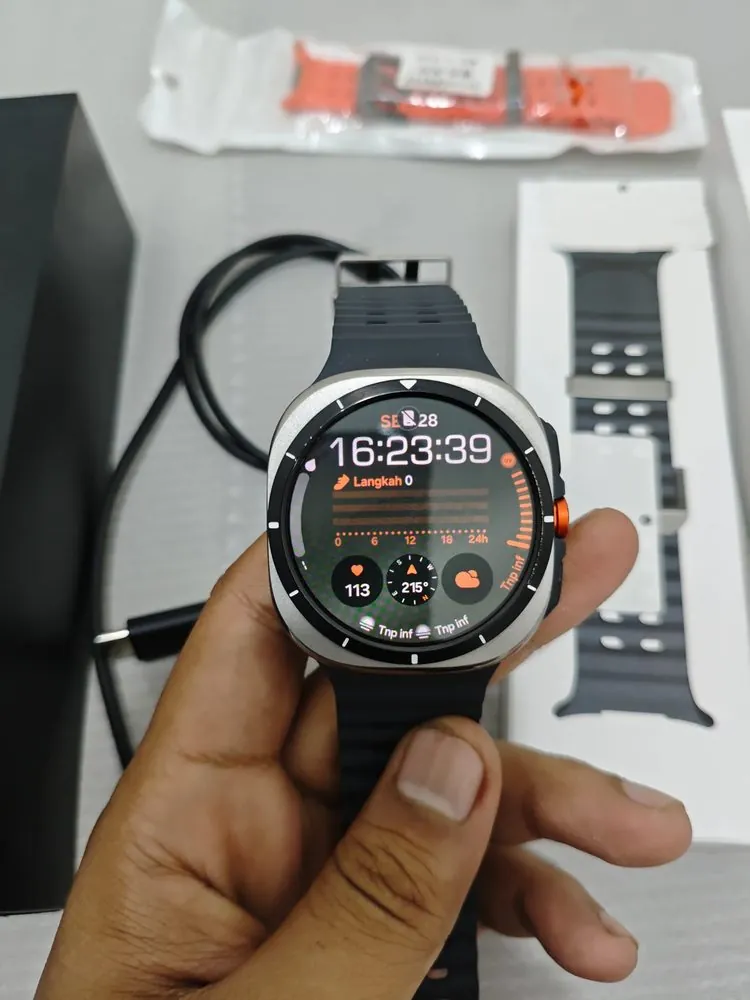 SE 28
16:23:39
Langkah 0
0 6 12 18 24h
113
215°
Tnp inf
Tnp inf
Tnp inf